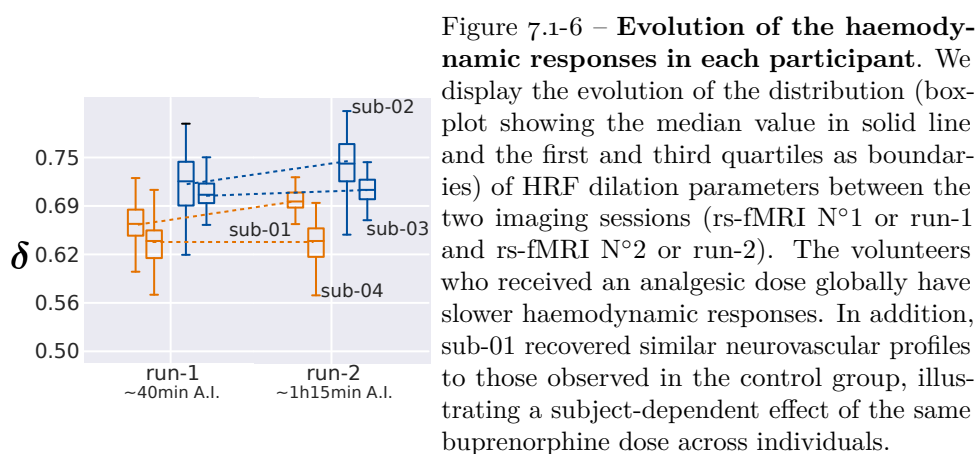 Figure 7.1-6 – Evolution of the haemody-
namic responses in each participant. We
display the evolution of the distribution (box-
plot showing the median value in solid line
and the first and third quartiles as boundar-
ies) of HRF dilation parameters between the
two imaging sessions (rs-fMRI N°1 or run-1
and rs-fMRI N°2 or run-2). The volunteers
who received an analgesic dose globally have
slower haemodynamic responses. In addition,
sub-01 recovered similar neurovascular profiles
to those observed in the control group, illus-
trating a subject-dependent effect of the same
buprenorphine dose across individuals.
sub-02
0.75
0.69
sub-01
sub-03
δ
0.62
sub-04
0.56
0.50
run-1
run-2
~40min A.I.
~1h15min A.I.